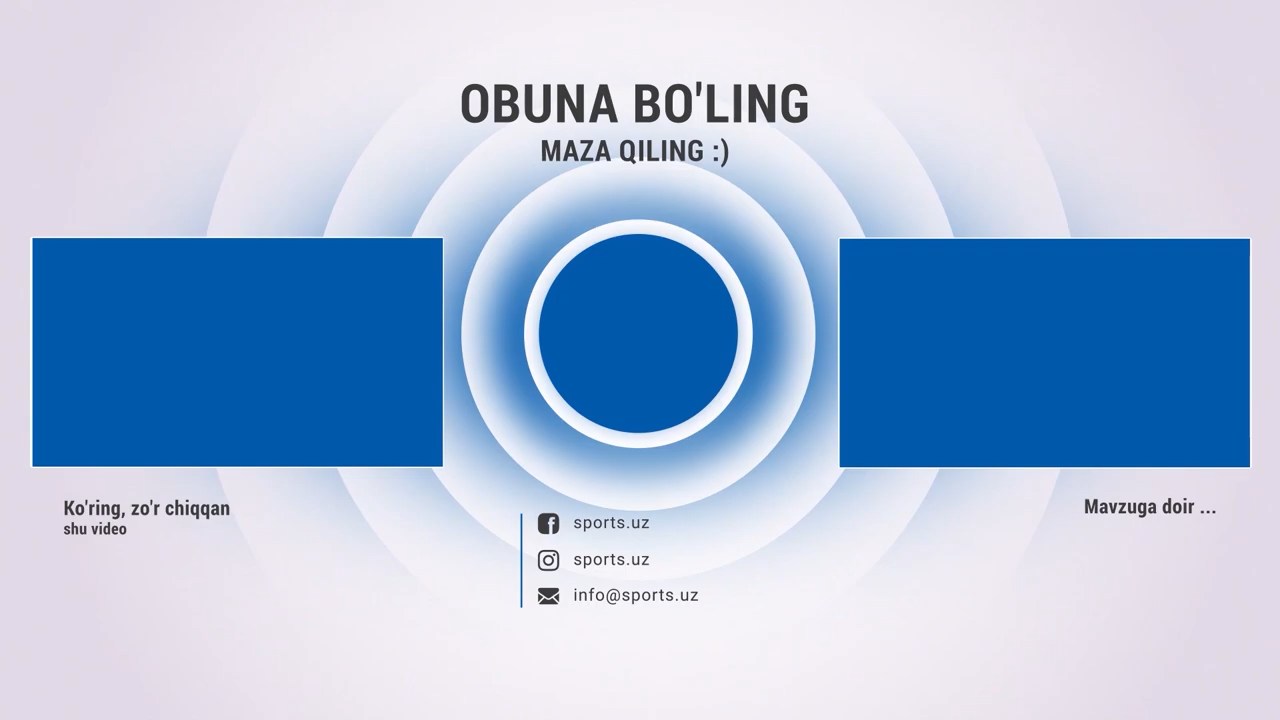 OBUNA BO'LING
MAZA QILING :)
Ko'ring, zo'r chiqqan
shu video
Mavzuga doir ...
sports.uz
sports.uz
info@sports.uz